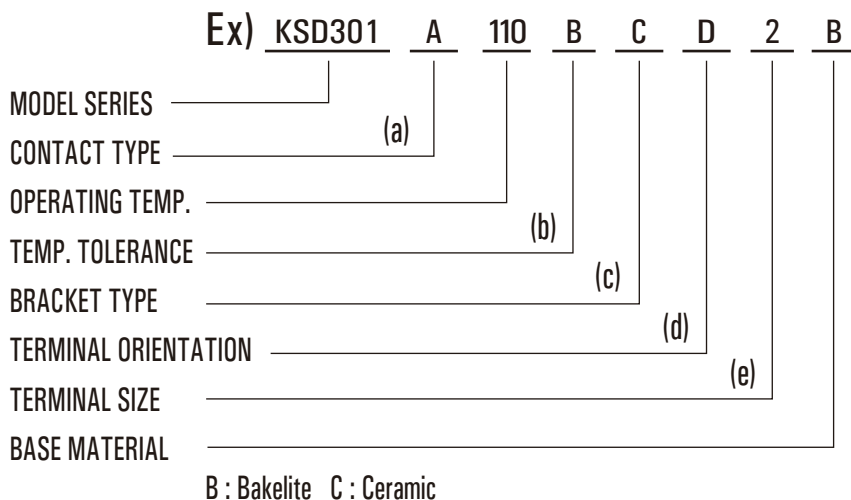 Ex) KSD301 A 110 B C D 2 B
MODEL SERIES
(a)
CONTACT TYPE
OPERATING TEMP.
(b)
TEMP. TOLERANCE
(c)
BRACKET TYPE
(d)
TERMINAL ORIENTATION
(e)
TERMINAL SIZE
BASE MATERIAL
B : Bakelite C : Ceramic